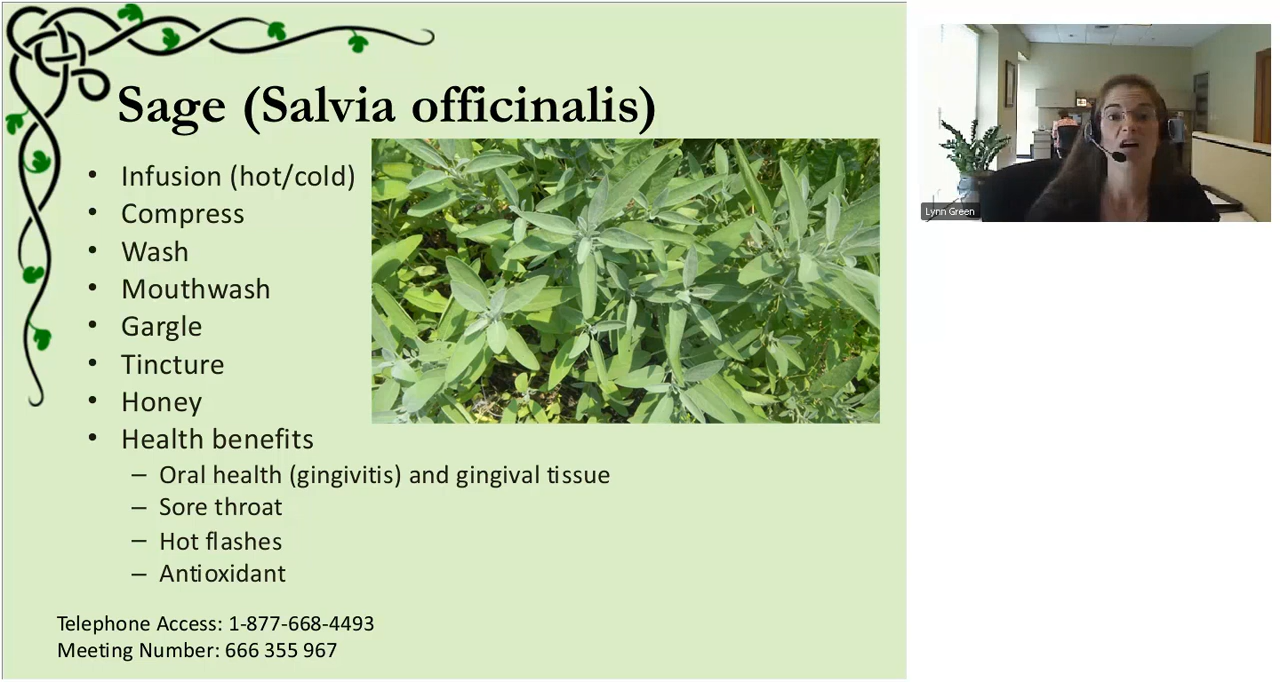 Sage (Salvia officinalis)
• Infusion (hot/cold)
• Compress
• Wash
• Mouthwash
• Gargle
• Tincture
• Honey
• Health benefits
– Oral health (gingivitis) and gingival tissue
– Sore throat
– Hot flashes
– Antioxidant
Telephone Access: 1-877-668-4493
Meeting Number: 666 355 967
Lynn Green